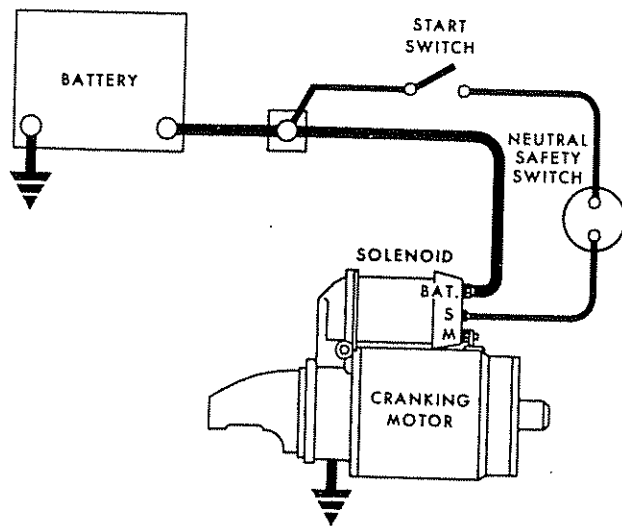 START
SWITCH
BATTERY
NEUTRAL
SAFETY
SWITCH
SOLENOID
BAT.
S
M
CRANKING
MOTOR